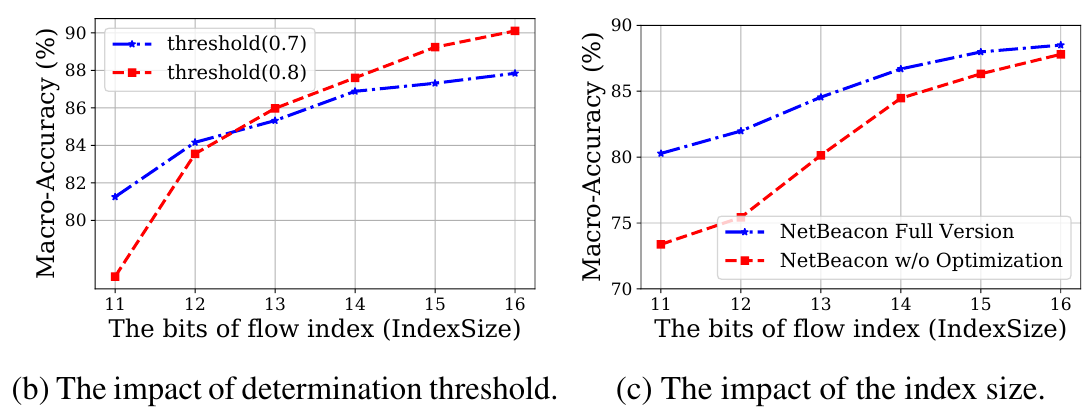 Macro-Accuracy (%)
90
88
86
84
82
80
threshold(0.7)
threshold(0.8)
11 12 13 14 15 16
The bits of flow index (IndexSize)
(b) The impact of determination threshold.
Macro-Accuracy (%)
90
85
80
75
70
NetBeacon Full Version
NetBeacon w/o Optimization
11 12 13 14 15 16
The bits of flow index (IndexSize)
(c) The impact of the index size.